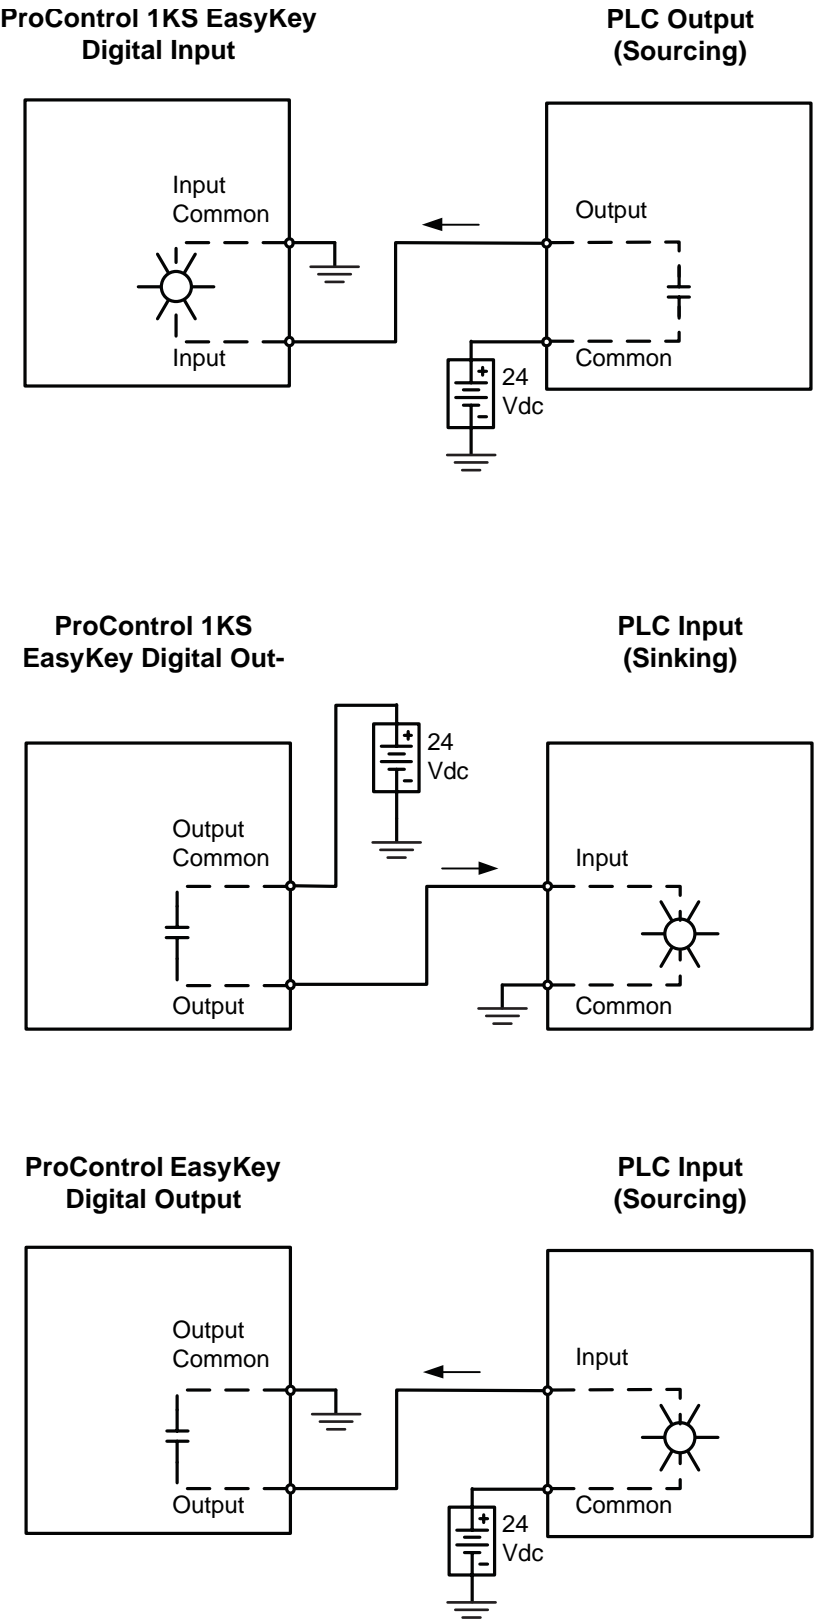 ProControl 1KS EasyKey
Digital Input
PLC Output
(Sourcing)
Input
Common
Output
Input
Common
+
24
Vdc
-
ProControl 1KS
EasyKey Digital Out-
PLC Input
(Sinking)
+
24
Vdc
-
Output
Common
Input
Output
Common
ProControl EasyKey
Digital Output
PLC Input
(Sourcing)
Output
Common
Input
Output
Common
+
24
Vdc
-